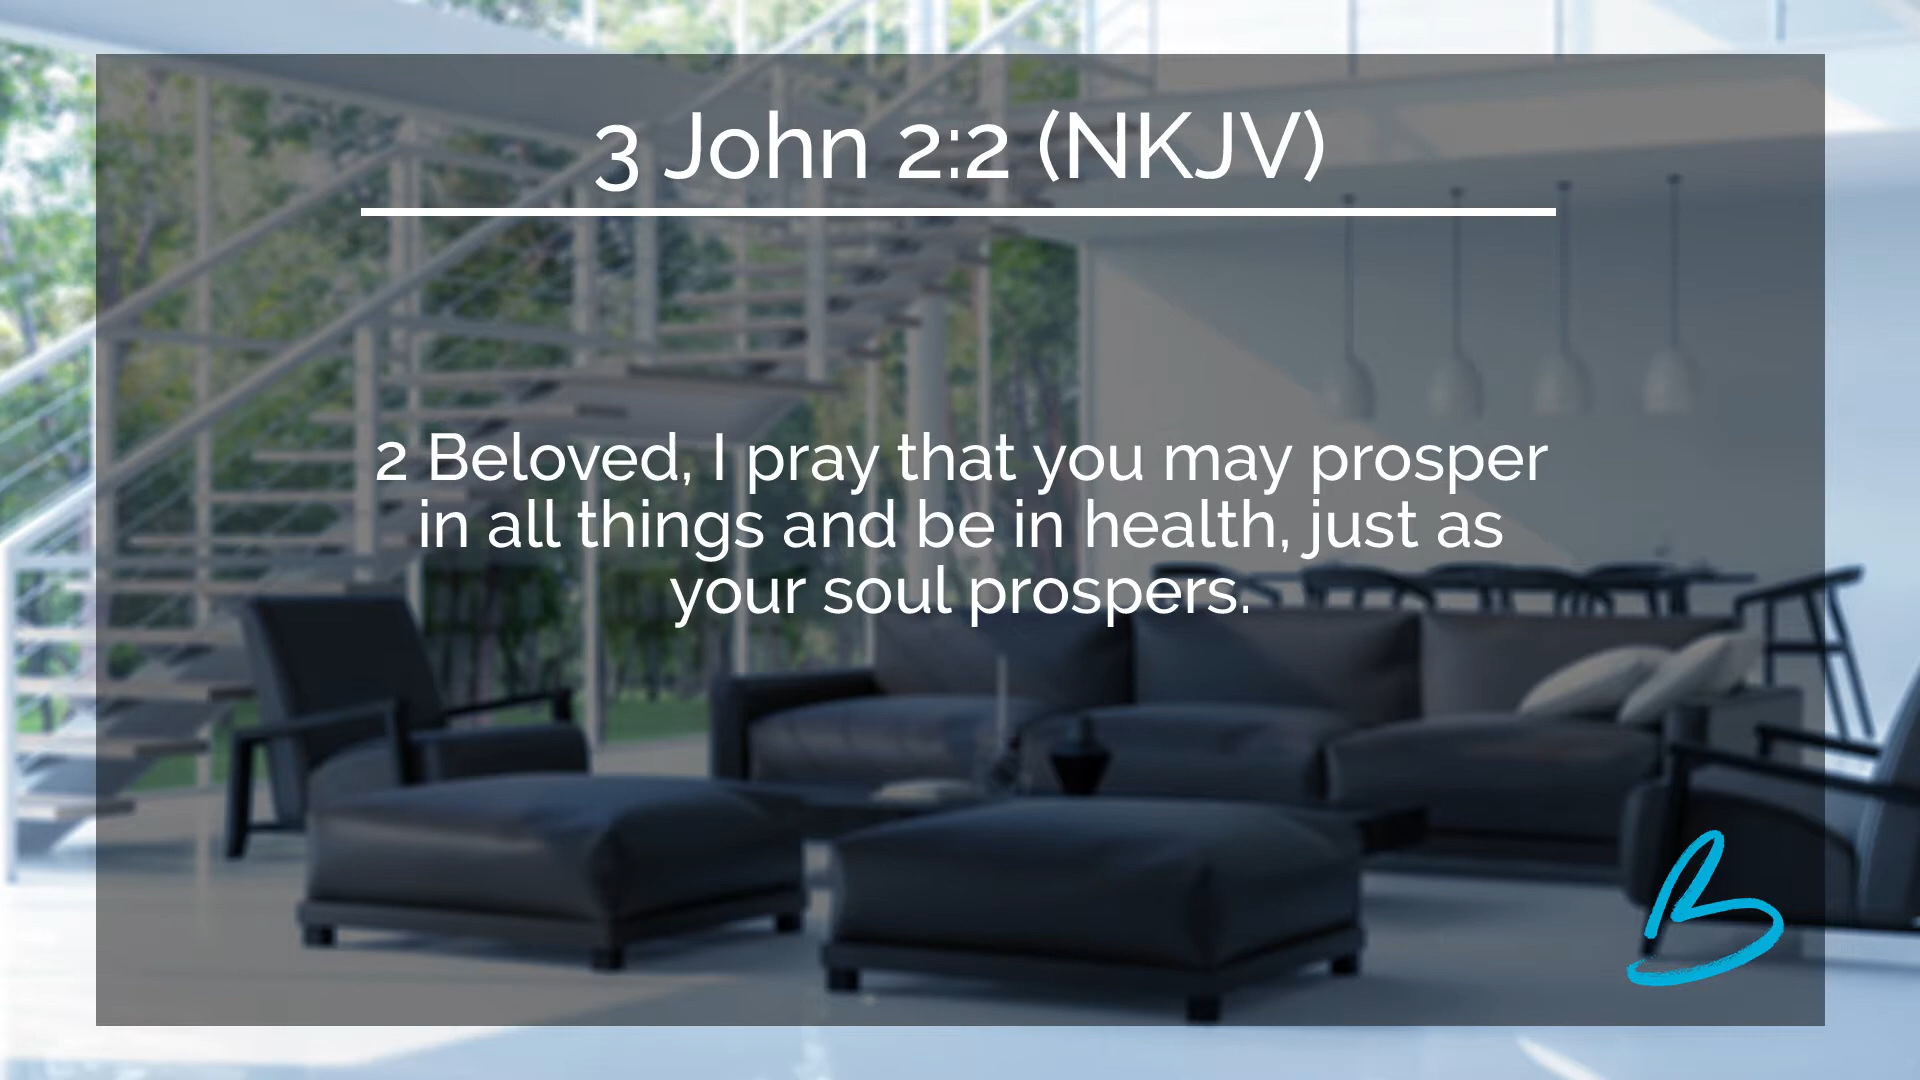 3 John 2:2 (NKJV)
2 Beloved, I pray that you may prosper
in all things and be in health, just as
your soul prospers.
B